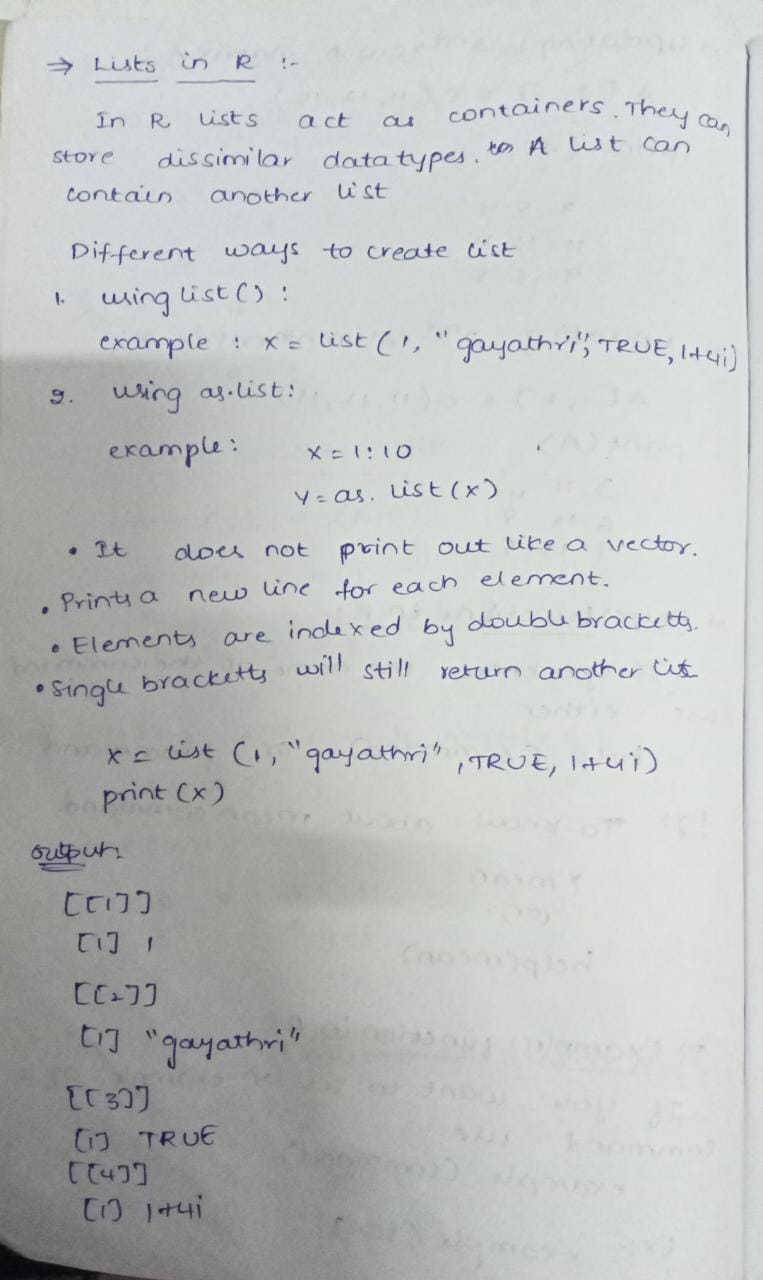 ⇒ Lists in R :-
In R lists act as containers. They can
store dissimilar datatypes. A list can
contain another list
Different ways to create list
1. using list() :
example : x = list (1, "gayathri", TRUE, 1+4i)
2. using as.list:
example: x = 1:10
y = as. list (x)
• It does not print out like a vector.
• Prints a new line for each element.
• Elements are indexed by double bracketts.
• Single bracketts will still return another list
x = list (1, "gayathri", TRUE, 1+4i)
print (x)
output:
[[1]]
[1] 1
[[2]]
[1] "gayathri"
[[3]]
[1] TRUE
[[4]]
[1] 1+4i